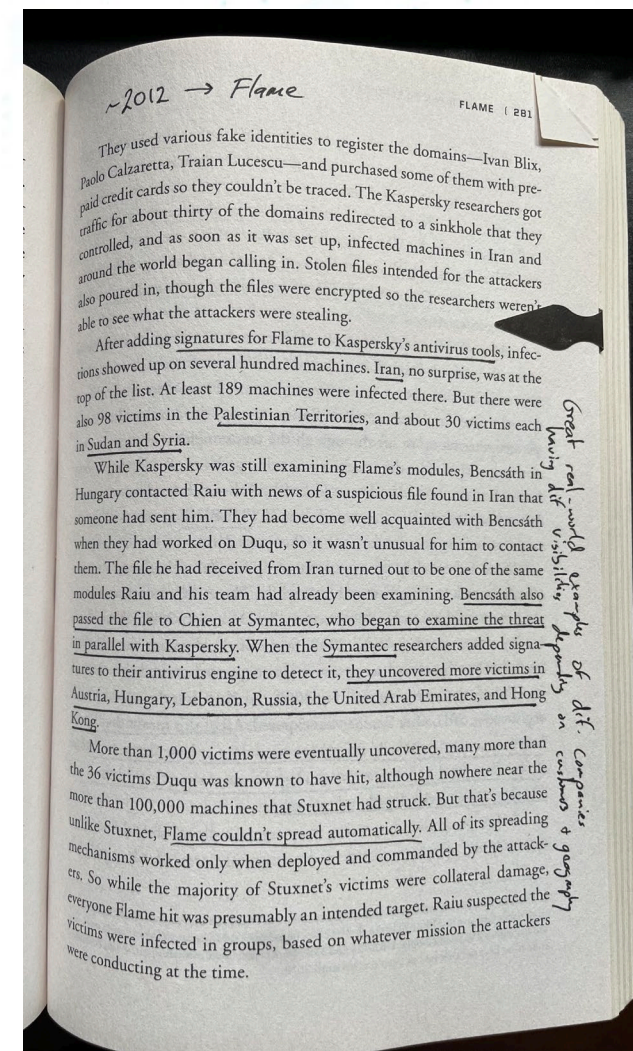 ~2012 → Flame
FLAME | 281
They used various fake identities to register the domains—Ivan Blix,
Paolo Calzaretta, Traian Lucescu—and purchased some of them with pre-
paid credit cards so they couldn't be traced. The Kaspersky researchers got
traffic for about thirty of the domains redirected to a sinkhole that they
controlled, and as soon as it was set up, infected machines in Iran and
around the world began calling in. Stolen files intended for the attackers
also poured in, though the files were encrypted so the researchers weren't
able to see what the attackers were stealing.
After adding signatures for Flame to Kaspersky's antivirus tools, infec-
tions showed up on several hundred machines. Iran, no surprise, was at the
top of the list. At least 189 machines were infected there. But there were
also 98 victims in the Palestinian Territories, and about 30 victims each
in Sudan and Syria.
While Kaspersky was still examining Flame's modules, Bencsáth in
Hungary contacted Raiu with news of a suspicious file found in Iran that
someone had sent him. They had become well acquainted with Bencsáth
when they had worked on Duqu, so it wasn't unusual for him to contact
them. The file he had received from Iran turned out to be one of the same
modules Raiu and his team had already been examining. Bencsáth also
passed the file to Chien at Symantec, who began to examine the threat
in parallel with Kaspersky. When the Symantec researchers added signa-
tures to their antivirus engine to detect it, they uncovered more victims in
Austria, Hungary, Lebanon, Russia, the United Arab Emirates, and Hong
Kong.
More than 1,000 victims were eventually uncovered, many more than
the 36 victims Duqu was known to have hit, although nowhere near the
more than 100,000 machines that Stuxnet had struck. But that's because
unlike Stuxnet, Flame couldn't spread automatically. All of its spreading
mechanisms worked only when deployed and commanded by the attack-
ers. So while the majority of Stuxnet's victims were collateral damage,
everyone Flame hit was presumably an intended target. Raiu suspected the
victims were infected in groups, based on whatever mission the attackers
were conducting at the time.
Great real-world examples of dif. companies
having dif visibilities depending on customers + geography